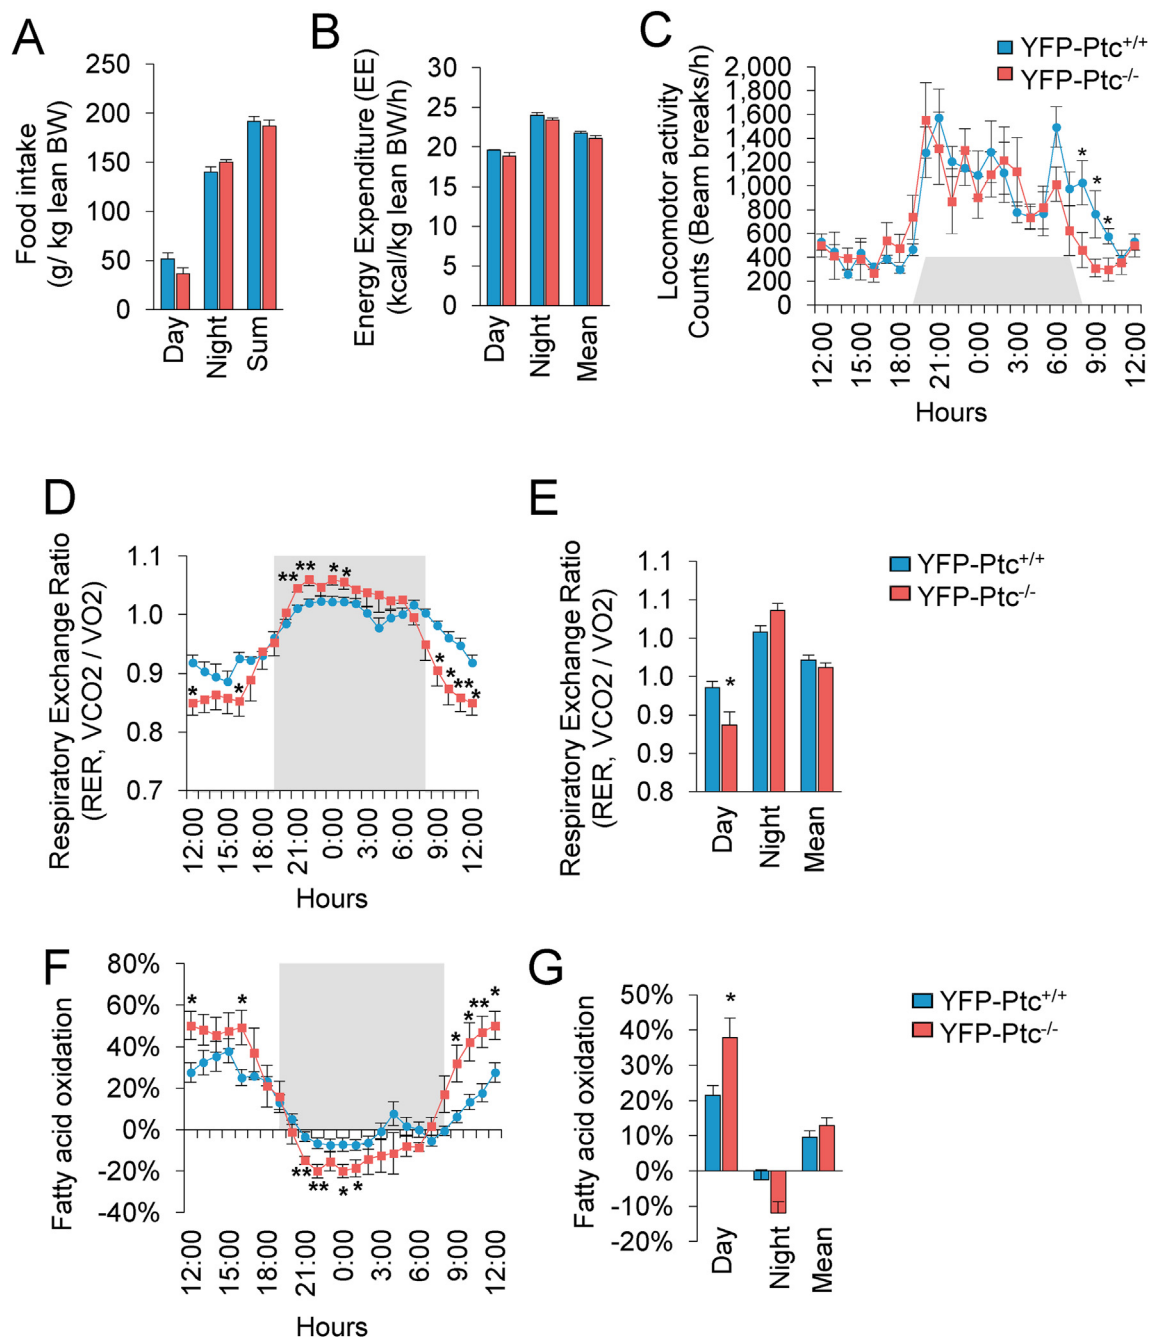 A
Food intake
(g/ kg lean BW)
250
200
150
100
50
0
Day
Night
Sum
B
Energy Expenditure (EE)
(kcal/kg lean BW/h)
30
25
20
15
10
5
0
Day
Night
Mean
C
YFP-Ptc+/+
YFP-Ptc-/-
Locomotor activity
Counts (Beam breaks/h)
2,000
1,800
1,600
1,400
1,200
1,000
800
600
400
200
0
* * *
12:00
15:00
18:00
21:00
0:00
3:00
6:00
9:00
12:00
Hours
D
Respiratory Exchange Ratio
(RER, VCO2 / VO2)
1.1
1.0
0.9
0.8
0.7
* * ** ** * * * * ** *
12:00
15:00
18:00
21:00
0:00
3:00
6:00
9:00
12:00
Hours
E
Respiratory Exchange Ratio
(RER, VCO2 / VO2)
1.1
1.1
1.0
1.0
0.9
0.9
0.8
*
Day
Night
Mean
YFP-Ptc+/+
YFP-Ptc-/-
F
Fatty acid oxidation
80%
60%
40%
20%
0%
-20%
-40%
* * ** ** * * * * ** *
12:00
15:00
18:00
21:00
0:00
3:00
6:00
9:00
12:00
Hours
G
Fatty acid oxidation
50%
40%
30%
20%
10%
0%
-10%
-20%
*
Day
Night
Mean
YFP-Ptc+/+
YFP-Ptc-/-